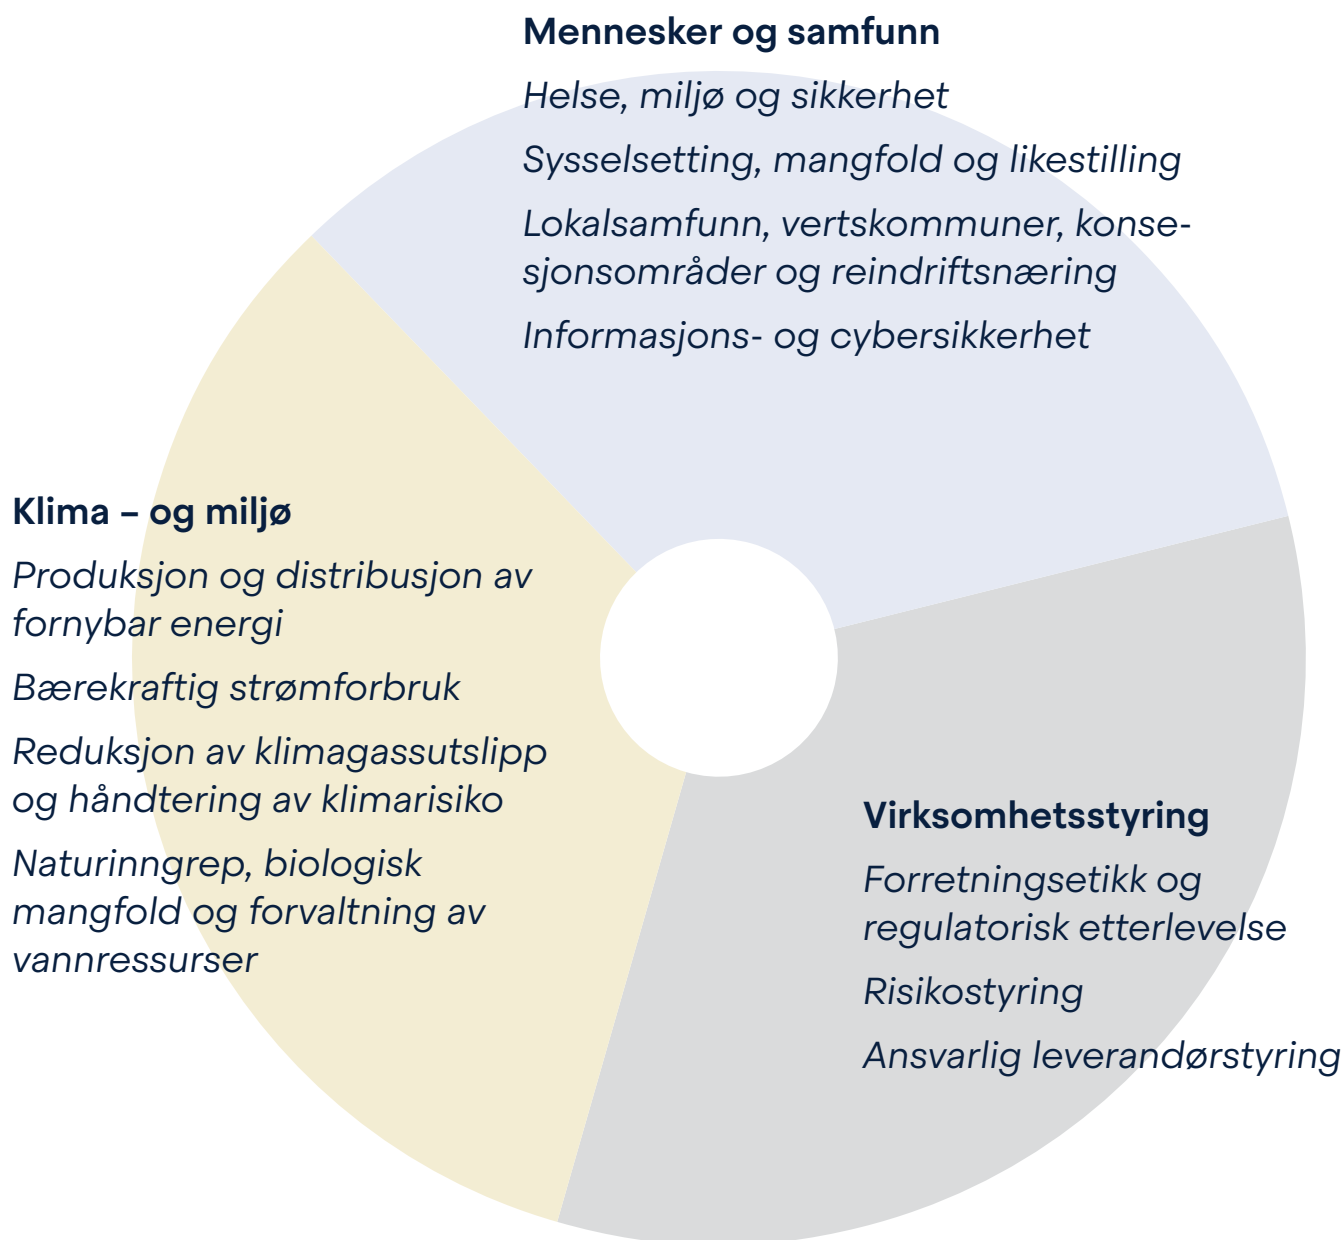 Mennesker og samfunn
Helse, miljø og sikkerhet
Sysselsetting, mangfold og likestilling
Lokalsamfunn, vertskommuner, konse-
sjonsområder og reindriftsnæring
Informasjons- og cybersikkerhet
Klima – og miljø
Produksjon og distribusjon av
fornybar energi
Bærekraftig strømforbruk
Reduksjon av klimagassutslipp
og håndtering av klimarisiko
Naturinngrep, biologisk
mangfold og forvaltning av
vannressurser
Virksomhetsstyring
Forretningsetikk og
regulatorisk etterlevelse
Risikostyring
Ansvarlig leverandørstyring